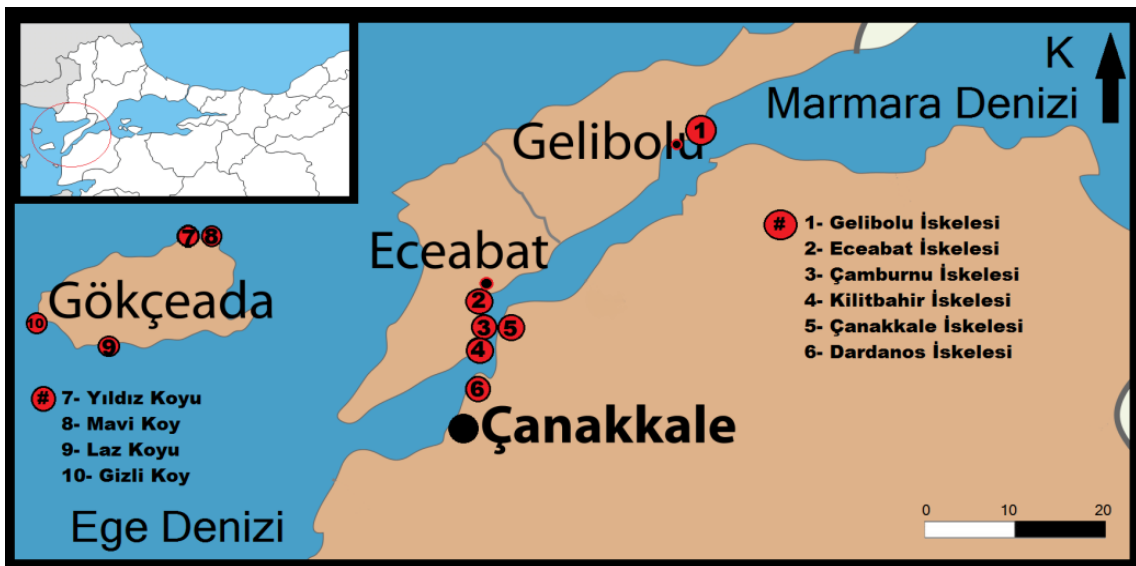 K
Marmara Denizi
Gelibolu
1
Eceabat
2
3
5
4
6
Çanakkale
7
8
Gökçeada
10
9
# 1- Gelibolu İskelesi
2- Eceabat İskelesi
3- Çamburnu İskelesi
4- Kilitbahir İskelesi
5- Çanakkale İskelesi
6- Dardanos İskelesi
# 7- Yıldız Koyu
8- Mavi Koy
9- Laz Koyu
10- Gizli Koy
Ege Denizi
0 10 20